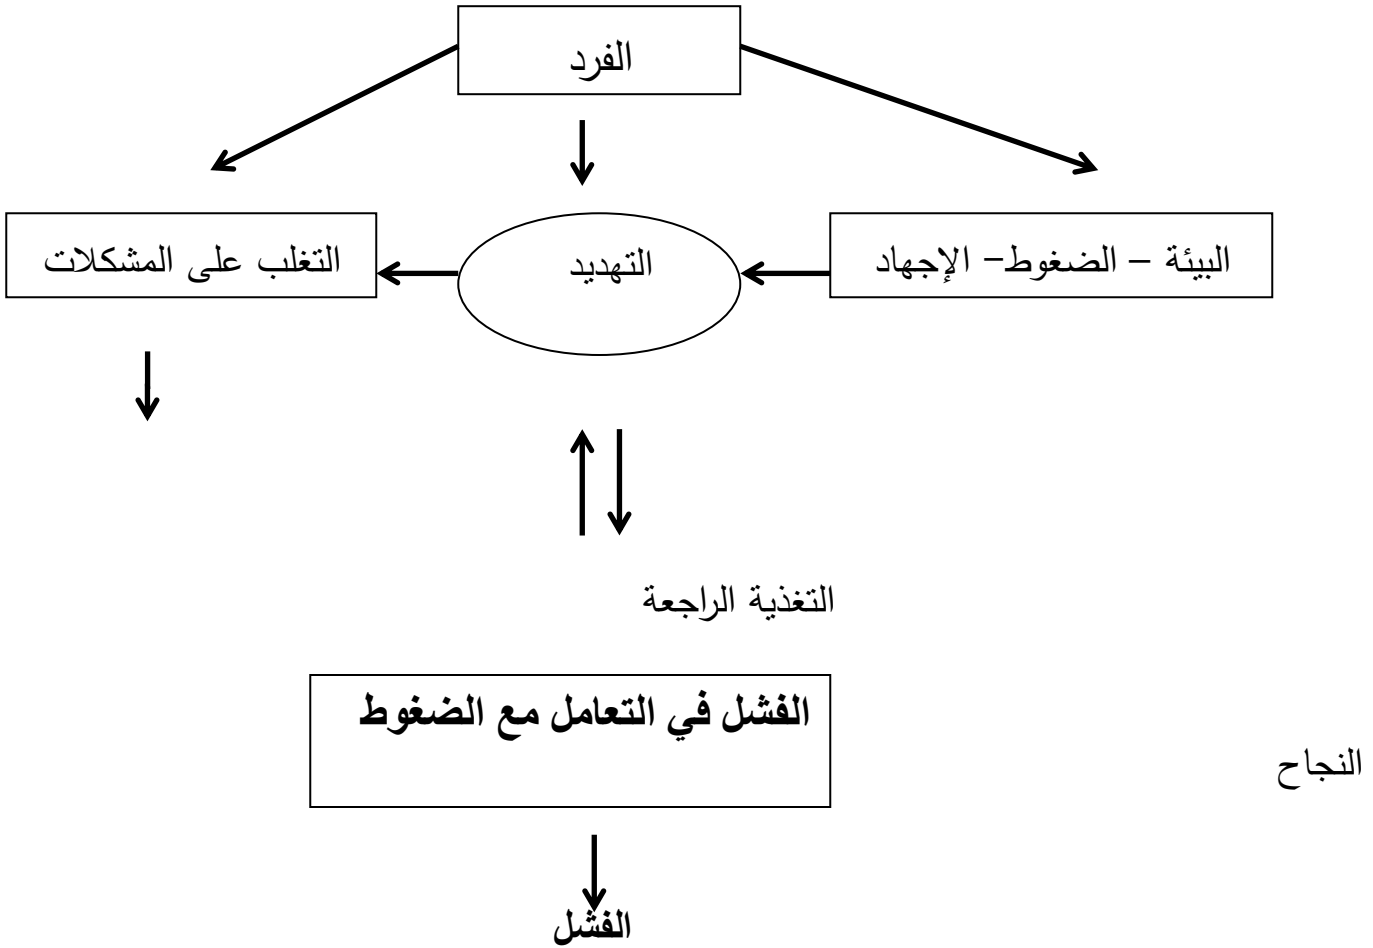 الفرد
البيئة – الضغوط– الإجهاد
التهديد
التغلب على المشكلات
التغذية الراجعة
الفشل في التعامل مع الضغوط
النجاح
الفشل